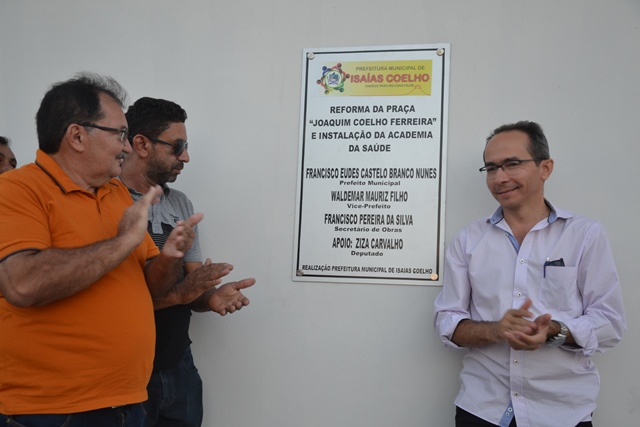 PREFEITURA MUNICIPAL DE
ISAÍAS COELHO
REFORMA DA PRAÇA
“JOAQUIM COELHO FERREIRA”
E INSTALAÇÃO DA ACADEMIA
DA SAÚDE
FRANCISCO EUDES CASTELO BRANCO NUNES
Prefeito Municipal
WALDEMAR MAURIZ FILHO
Vice-Prefeito
FRANCISCO PEREIRA DA SILVA
Secretário de Obras
APOIO: ZIZA CARVALHO
Deputado
REALIZAÇÃO PREFEITURA MUNICIPAL DE ISAIAS COELHO